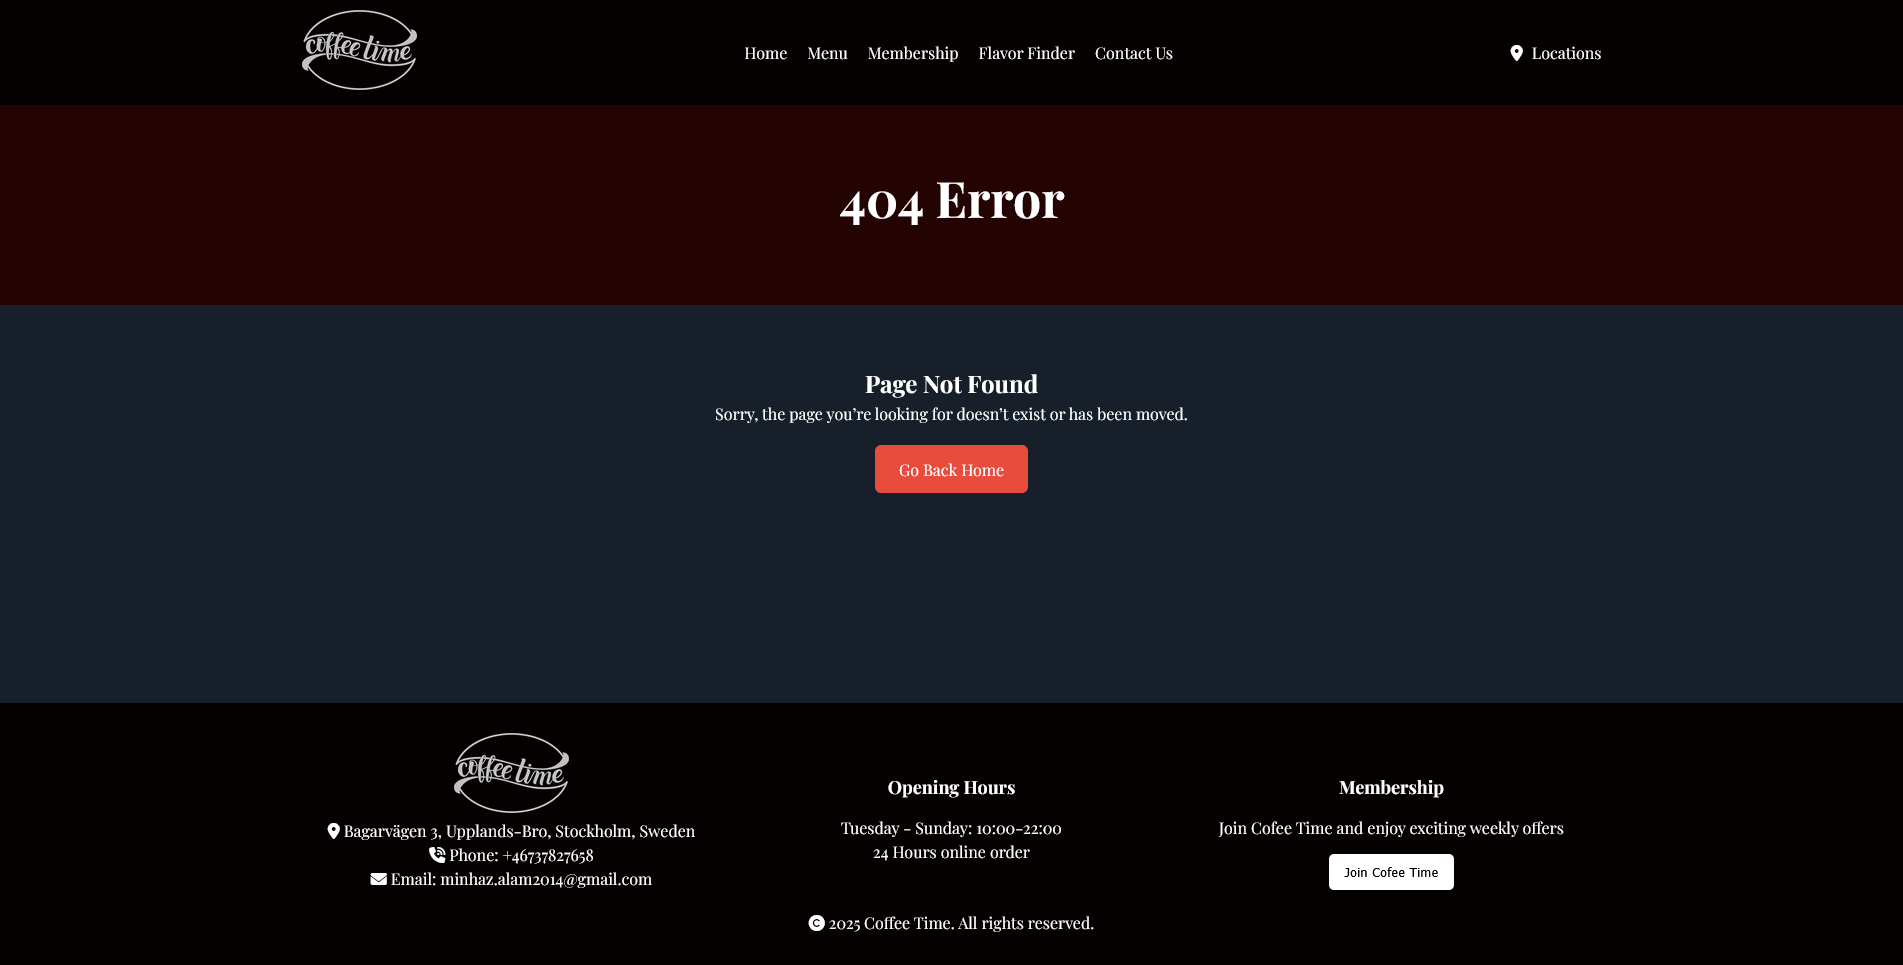 coffee time
Home Menu Membership Flavor Finder Contact Us
Locations
404 Error
Page Not Found
Sorry, the page you’re looking for doesn’t exist or has been moved.
Go Back Home
coffee time
Bagarvägen 3, Upplands-Bro, Stockholm, Sweden
Phone: +46737827658
Email: minhaz.alam2014@gmail.com
Opening Hours
Tuesday - Sunday: 10:00-22:00
24 Hours online order
Membership
Join Cofee Time and enjoy exciting weekly offers
Join Cofee Time
© 2025 Coffee Time. All rights reserved.